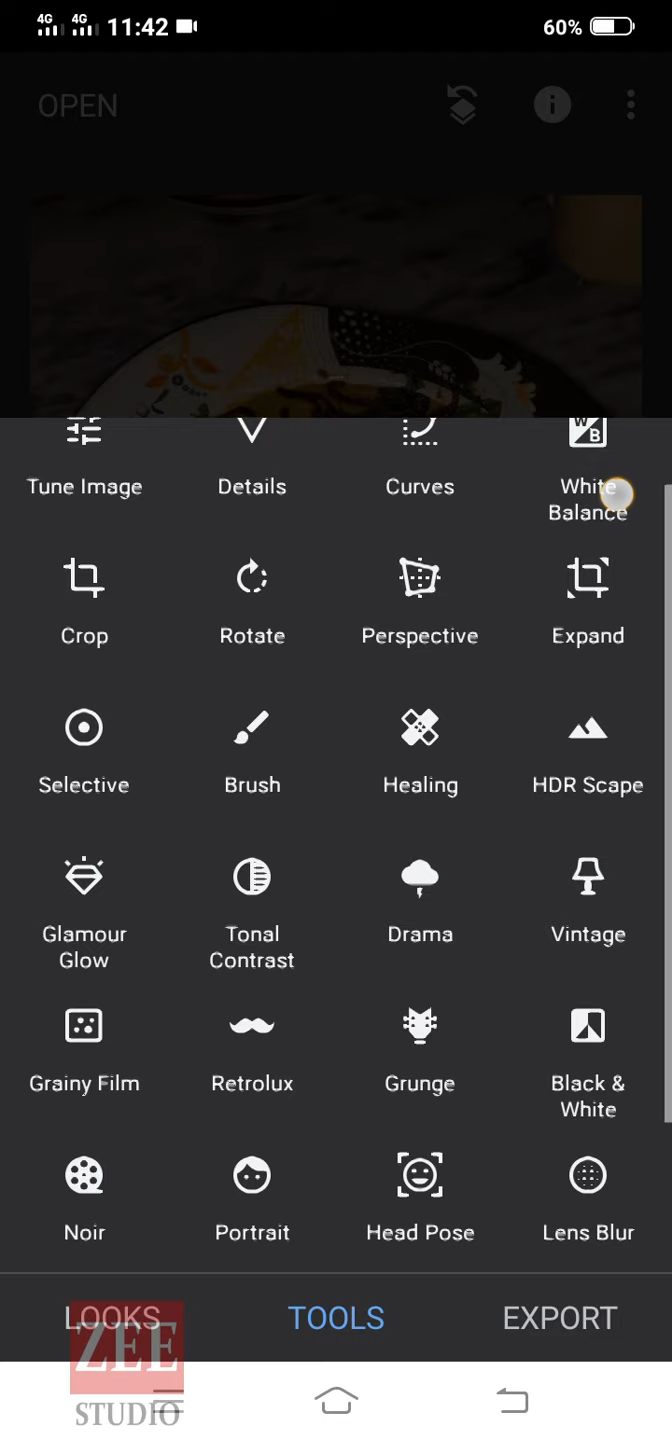 4G 4G 11:42 60%
OPEN
Tune Image Details Curves White
Balance
Crop Rotate Perspective Expand
Selective Brush Healing HDR Scape
Glamour Tonal Drama Vintage
Glow Contrast
Grainy Film Retrolux Grunge Black &
White
Noir Portrait Head Pose Lens Blur
LOOKS TOOLS EXPORT
ZEE
STUDIO